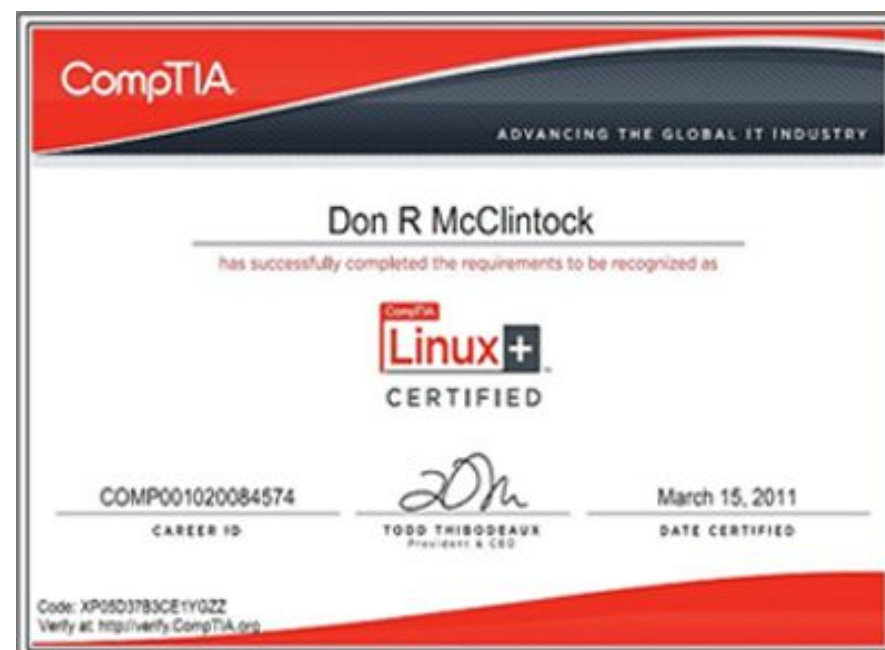 CompTIA
ADVANCING THE GLOBAL IT INDUSTRY
Don R McClintock
has successfully completed the requirements to be recognized as
CompTIA
Linux+
CERTIFIED
COMP001020084574
March 15, 2011
CAREER ID
TODD THIBODEAUX
DATE CERTIFIED
President & CEO
Code: XP05D37B3CE1YGZZ
Verify at: http://verify.CompTIA.org